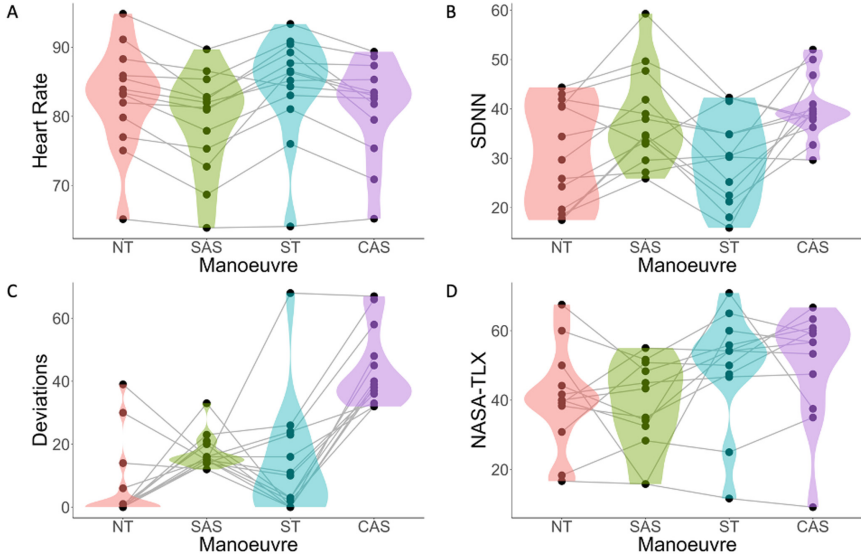 A
Heart Rate
90
80
70
NT SAS ST CAS
Manoeuvre
B
SDNN
60
50
40
30
20
NT SAS ST CAS
Manoeuvre
C
Deviations
60
40
20
0
NT SAS ST CAS
Manoeuvre
D
NASA-TLX
60
40
20
NT SAS ST CAS
Manoeuvre